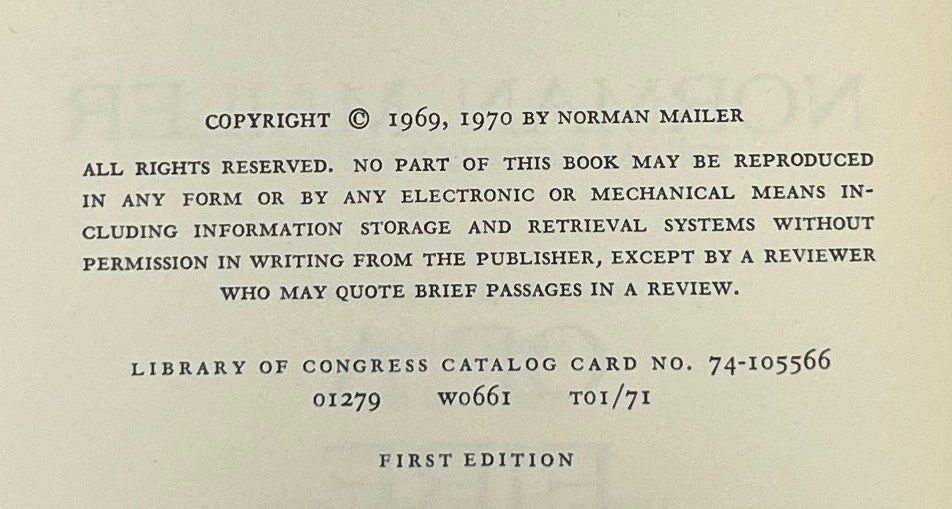 COPYRIGHT © 1969, 1970 BY NORMAN MAILER
ALL RIGHTS RESERVED. NO PART OF THIS BOOK MAY BE REPRODUCED
IN ANY FORM OR BY ANY ELECTRONIC OR MECHANICAL MEANS IN-
CLUDING INFORMATION STORAGE AND RETRIEVAL SYSTEMS WITHOUT
PERMISSION IN WRITING FROM THE PUBLISHER, EXCEPT BY A REVIEWER
WHO MAY QUOTE BRIEF PASSAGES IN A REVIEW.
LIBRARY OF CONGRESS CATALOG CARD NO. 74-105566
01279 W0661 T01/71
FIRST EDITION